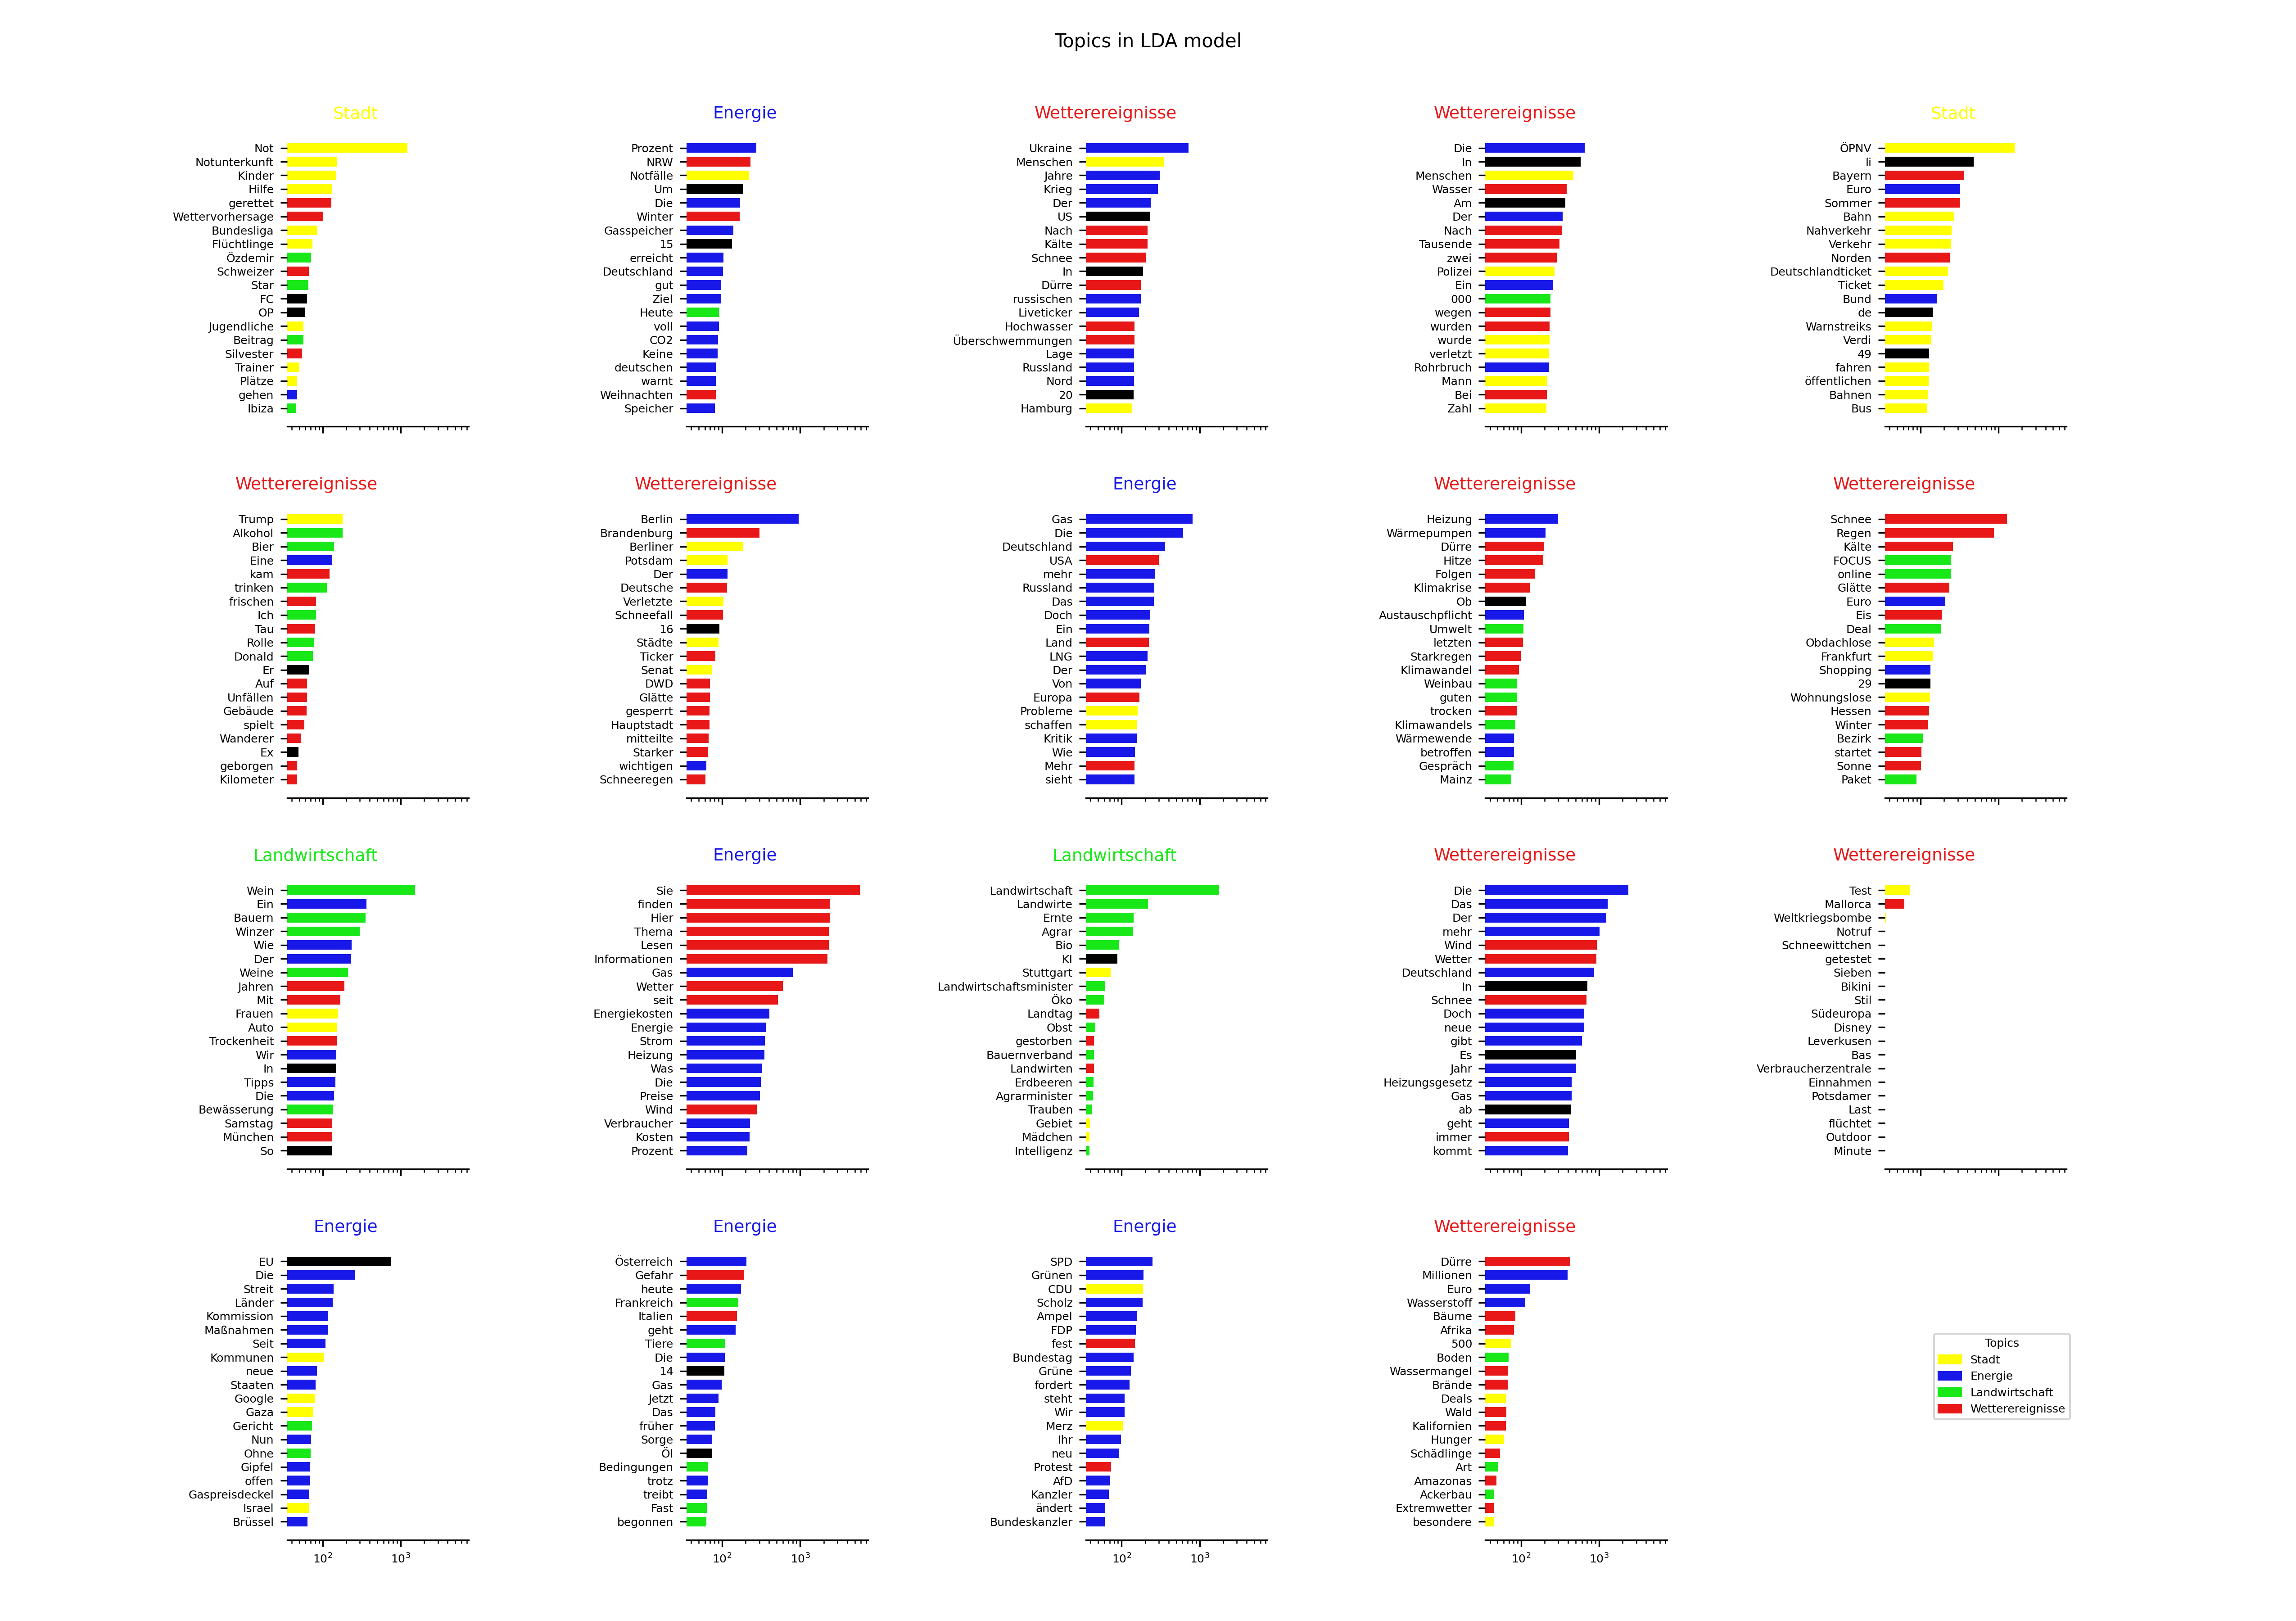 Topics in LDA model
Stadt
Not
Notunterkunft
Kinder
Hilfe
gerettet
Wettervorhersage
Bundesliga
Flüchtlinge
Özdemir
Schweizer
Star
FC
OP
Jugendliche
Beitrag
Silvester
Trainer
Plätze
gehen
Ibiza
Energie
Prozent
NRW
Notfälle
Um
Die
Winter
Gasspeicher
15
erreicht
Deutschland
gut
Ziel
Heute
voll
CO2
Keine
deutschen
warnt
Weihnachten
Speicher
Wetterereignisse
Ukraine
Menschen
Jahre
Krieg
Der
US
Nach
Kälte
Schnee
In
Dürre
russischen
Liveticker
Hochwasser
Überschwemmungen
Lage
Russland
Nord
20
Hamburg
Wetterereignisse
Die
In
Menschen
Wasser
Am
Der
Nach
Tausende
zwei
Polizei
Ein
000
wegen
wurden
wurde
verletzt
Rohrbruch
Mann
Bei
Zahl
Stadt
ÖPNV
li
Bayern
Euro
Sommer
Bahn
Nahverkehr
Verkehr
Norden
Deutschlandticket
Ticket
Bund
de
Warnstreiks
Verdi
49
fahren
öffentlichen
Bahnen
Bus
Wetterereignisse
Trump
Alkohol
Bier
Eine
kam
trinken
frischen
Ich
Tau
Rolle
Donald
Er
Auf
Unfällen
Gebäude
spielt
Wanderer
Ex
geborgen
Kilometer
Wetterereignisse
Berlin
Brandenburg
Berliner
Potsdam
Der
Deutsche
Verletzte
Schneefall
16
Städte
Ticker
Senat
DWD
Glätte
gesperrt
Hauptstadt
mitteilte
Starker
wichtigen
Schneeregen
Energie
Gas
Die
Deutschland
USA
mehr
Russland
Das
Doch
Ein
Land
LNG
Der
Von
Europa
Probleme
schaffen
Kritik
Wie
Mehr
sieht
Wetterereignisse
Heizung
Wärmepumpen
Dürre
Hitze
Folgen
Klimakrise
Ob
Austauschpflicht
Umwelt
letzten
Starkregen
Klimawandel
Weinbau
guten
trocken
Klimawandels
Wärmewende
betroffen
Gespräch
Mainz
Wetterereignisse
Schnee
Regen
Kälte
FOCUS
online
Glätte
Euro
Eis
Deal
Obdachlose
Frankfurt
Shopping
29
Wohnungslose
Hessen
Winter
Bezirk
startet
Sonne
Paket
Landwirtschaft
Wein
Ein
Bauern
Winzer
Wie
Der
Weine
Jahren
Mit
Frauen
Auto
Trockenheit
Wir
In
Tipps
Die
Bewässerung
Samstag
München
So
Energie
Sie
finden
Hier
Thema
Lesen
Informationen
Gas
Wetter
seit
Energiekosten
Energie
Strom
Heizung
Was
Die
Preise
Wind
Verbraucher
Kosten
Prozent
Landwirtschaft
Landwirtschaft
Landwirte
Ernte
Agrar
Bio
KI
Stuttgart
Landwirtschaftsminister
Öko
Landtag
Obst
gestorben
Bauernverband
Landwirten
Erdbeeren
Agrarminister
Trauben
Gebiet
Mädchen
Intelligenz
Wetterereignisse
Die
Das
Der
mehr
Wind
Wetter
Deutschland
In
Schnee
Doch
neue
gibt
Es
Jahr
Heizungsgesetz
Gas
ab
geht
immer
kommt
Wetterereignisse
Test
Mallorca
Weltkriegsbombe
Notruf
Schneewittchen
getestet
Sieben
Bikini
Stil
Südeuropa
Disney
Leverkusen
Bas
Verbraucherzentrale
Einnahmen
Potsdamer
Last
flüchtet
Outdoor
Minute
Energie
EU
Die
Streit
Länder
Kommission
Maßnahmen
Seit
Kommunen
neue
Staaten
Google
Gaza
Gericht
Nun
Ohne
Gipfel
offen
Gaspreisdeckel
Israel
Brüssel
10² 10³
Energie
Österreich
Gefahr
heute
Frankreich
Italien
geht
Tiere
Die
14
Gas
Jetzt
Das
früher
Sorge
Öl
Bedingungen
trotz
treibt
Fast
begonnen
10² 10³
Energie
SPD
Grünen
CDU
Scholz
Ampel
FDP
fest
Bundestag
Grüne
fordert
steht
Wir
Merz
Ihr
neu
Protest
AfD
Kanzler
ändert
Bundeskanzler
10² 10³
Wetterereignisse
Dürre
Millionen
Euro
Wasserstoff
Bäume
Afrika
500
Boden
Wassermangel
Brände
Deals
Wald
Kalifornien
Hunger
Schädlinge
Art
Amazonas
Ackerbau
Extremwetter
besondere
10² 10³
Topics
Stadt
Energie
Landwirtschaft
Wetterereignisse